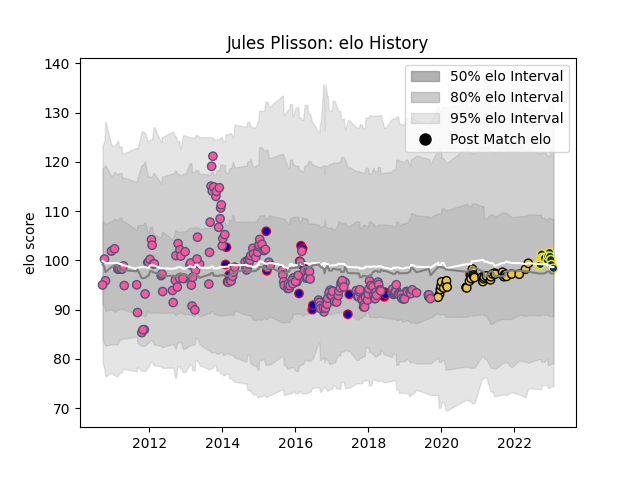 Jules Plisson: elo History
140
130
120
110
100
90
80
70
elo score
50% elo Interval
80% elo Interval
95% elo Interval
Post Match elo
2012 2014 2016 2018 2020 2022